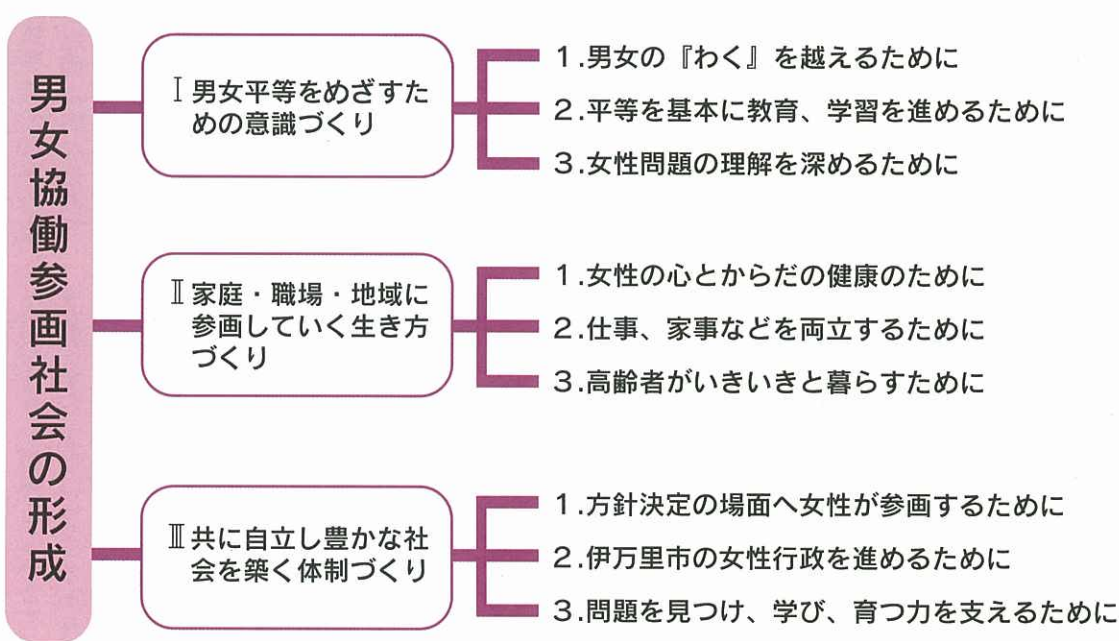 男女協働参画社会の形成
Ⅰ男女平等をめざすた
めの意識づくり
1.男女の『わく』を越えるために
2.平等を基本に教育、学習を進めるために
3.女性問題の理解を深めるために
Ⅱ家庭・職場・地域に
参画していく生き方
づくり
1.女性の心とからだの健康のために
2.仕事、家事などを両立するために
3.高齢者がいきいきと暮らすために
Ⅲ共に自立し豊かな社
会を築く体制づくり
1.方針決定の場面へ女性が参画するために
2.伊万里市の女性行政を進めるために
3.問題を見つけ、学び、育つ力を支えるために